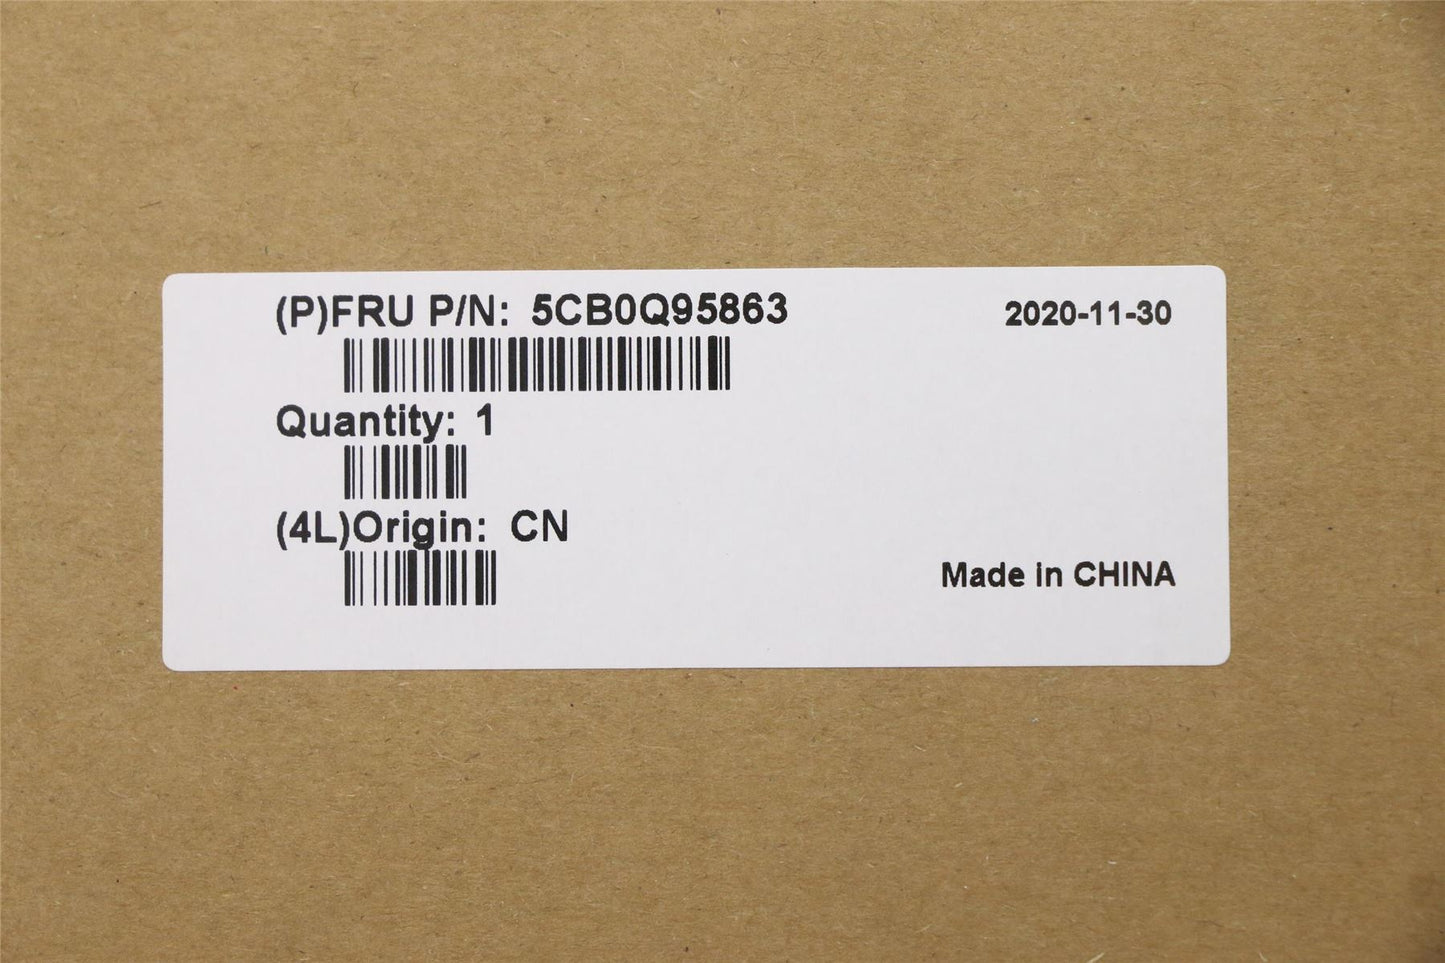 (P)FRU P/N: 5CB0Q95863 2020-11-30
Quantity: 1
(4L)Origin: CN
Made in CHINA